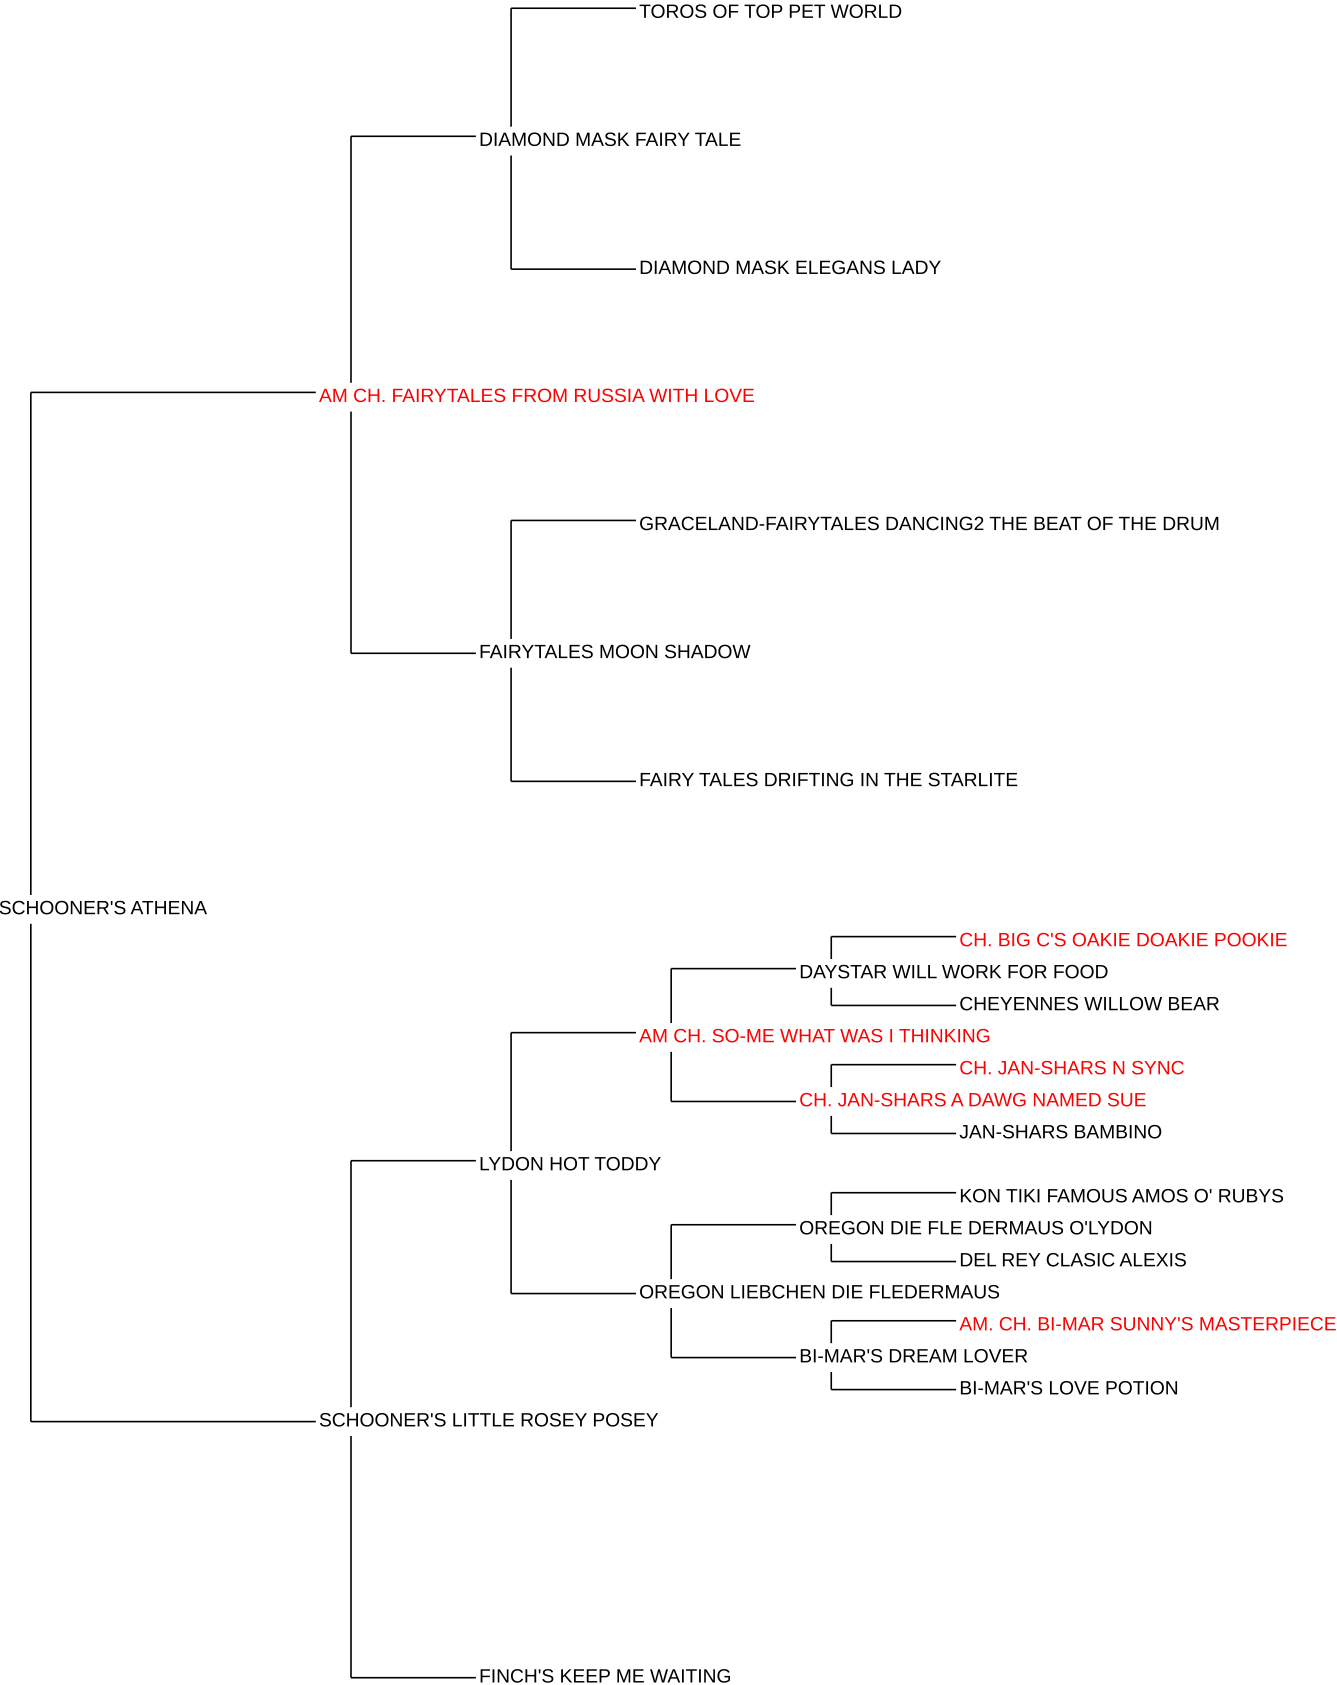 TOROS OF TOP PET WORLD
DIAMOND MASK FAIRY TALE
DIAMOND MASK ELEGANS LADY
AM CH. FAIRYTALES FROM RUSSIA WITH LOVE
GRACELAND-FAIRYTALES DANCING2 THE BEAT OF THE DRUM
FAIRYTALES MOON SHADOW
FAIRY TALES DRIFTING IN THE STARLITE
SCHOONER'S ATHENA
CH. BIG C'S OAKIE DOAKIE POOKIE
DAYSTAR WILL WORK FOR FOOD
CHEYENNES WILLOW BEAR
AM CH. SO-ME WHAT WAS I THINKING
CH. JAN-SHARS N SYNC
CH. JAN-SHARS A DAWG NAMED SUE
JAN-SHARS BAMBINO
LYDON HOT TODDY
KON TIKI FAMOUS AMOS O' RUBYS
OREGON DIE FLE DERMAUS O'LYDON
DEL REY CLASIC ALEXIS
OREGON LIEBCHEN DIE FLEDERMAUS
AM. CH. BI-MAR SUNNY'S MASTERPIECE
BI-MAR'S DREAM LOVER
BI-MAR'S LOVE POTION
SCHOONER'S LITTLE ROSEY POSEY
FINCH'S KEEP ME WAITING